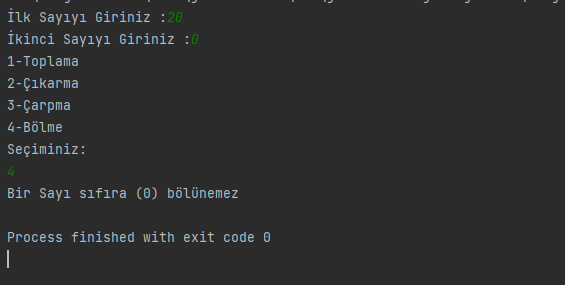 İlk Sayıyı Giriniz :20
İkinci Sayıyı Giriniz :0
1-Toplama
2-Çıkarma
3-Çarpma
4-Bölme
Seçiminiz:
4
Bir Sayı sıfıra (0) bölünemez
Process finished with exit code 0